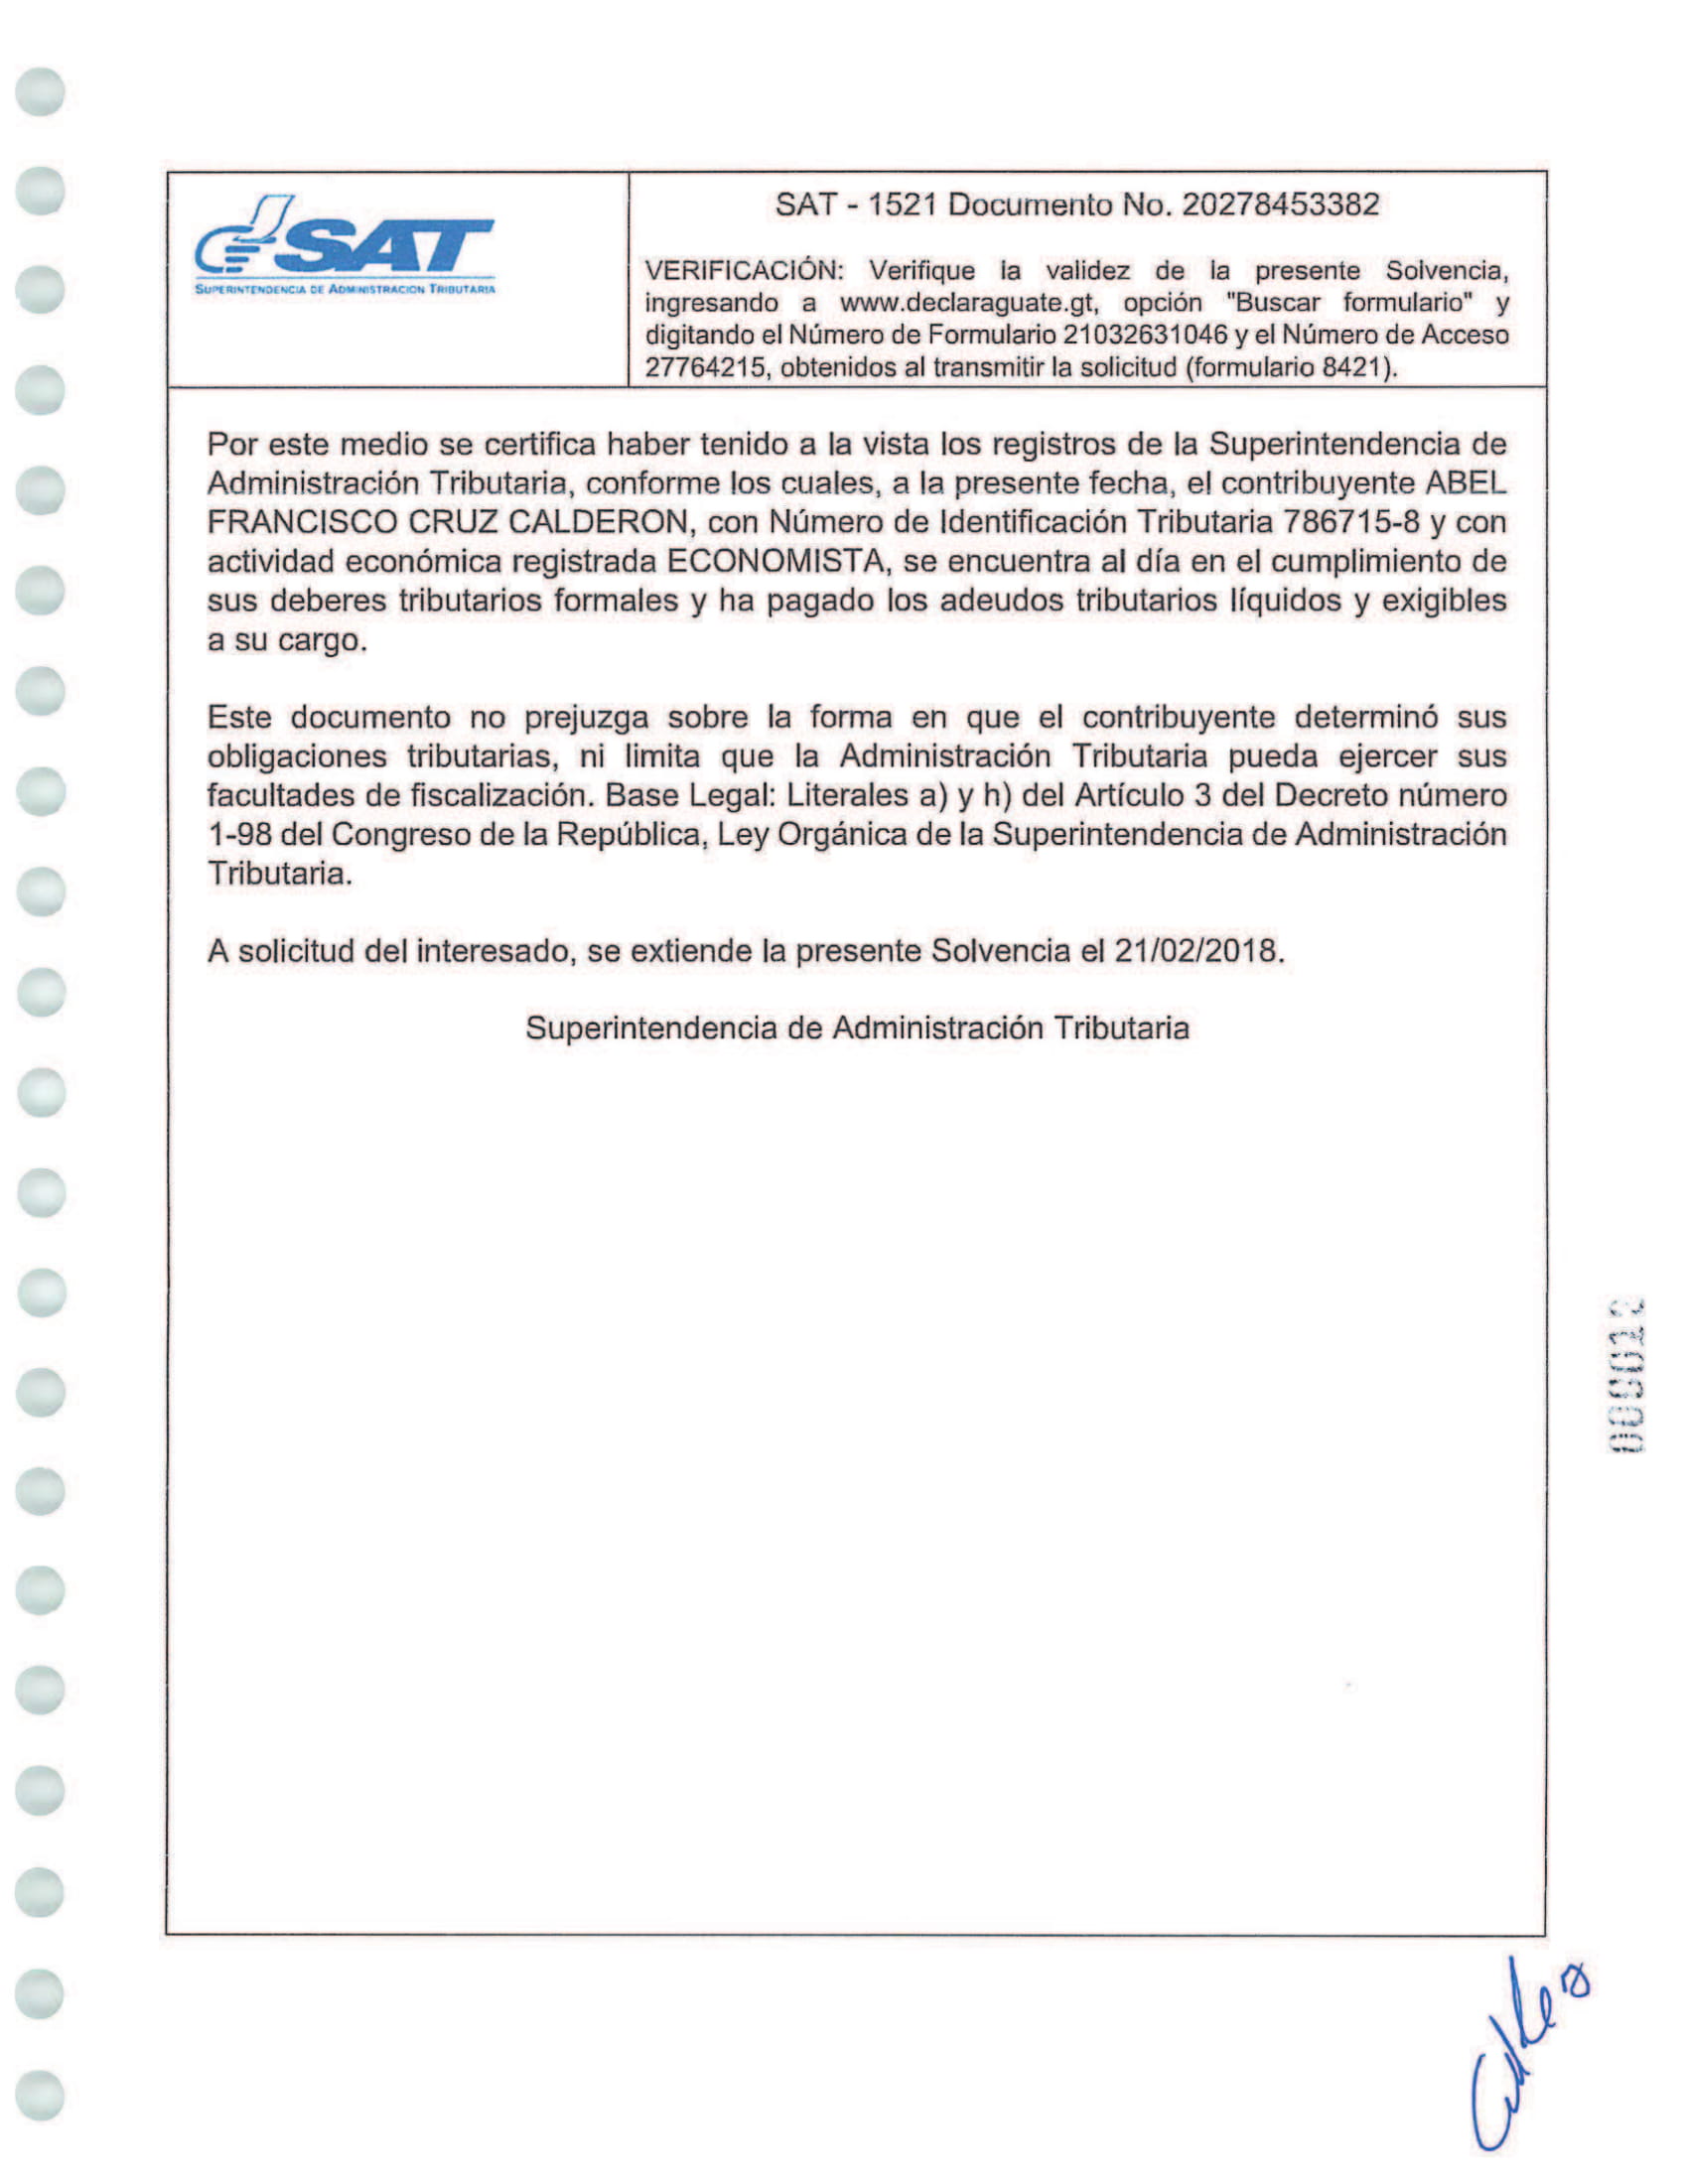 SAT
SUPERINTENDENCIA DE ADMINISTRACION TRIBUTARIA
SAT - 1521 Documento No. 20278453382
VERIFICACIÓN: Verifique la validez de la presente Solvencia,
ingresando a www.declaraguate.gt, opción "Buscar formulario" y
digitando el Número de Formulario 21032631046 y el Número de Acceso
27764215, obtenidos al transmitir la solicitud (formulario 8421).
Por este medio se certifica haber tenido a la vista los registros de la Superintendencia de
Administración Tributaria, conforme los cuales, a la presente fecha, el contribuyente ABEL
FRANCISCO CRUZ CALDERON, con Número de Identificación Tributaria 786715-8 y con
actividad económica registrada ECONOMISTA, se encuentra al día en el cumplimiento de
sus deberes tributarios formales y ha pagado los adeudos tributarios líquidos y exigibles
a su cargo.
Este documento no prejuzga sobre la forma en que el contribuyente determinó sus
obligaciones tributarias, ni limita que la Administración Tributaria pueda ejercer sus
facultades de fiscalización. Base Legal: Literales a) y h) del Artículo 3 del Decreto número
1-98 del Congreso de la República, Ley Orgánica de la Superintendencia de Administración
Tributaria.
A solicitud del interesado, se extiende la presente Solvencia el 21/02/2018.
Superintendencia de Administración Tributaria